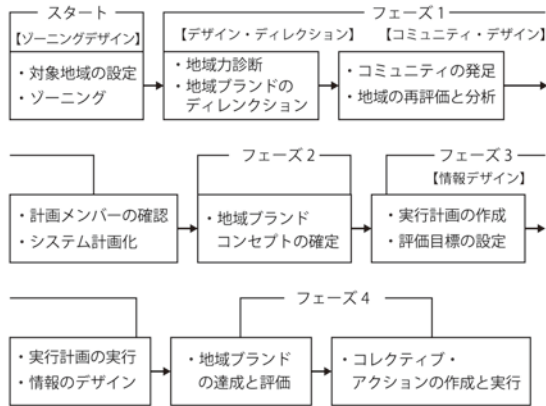 スタート
【ゾーニングデザイン】
・対象地域の設定
・ゾーニング
フェーズ 1
【デザイン・ディレクション】
【コミュニティ・デザイン】
・地域力診断
・地域ブランドの
ディレンクション
・コミュニティの発足
・地域の再評価と分析
・計画メンバーの確認
・システム計画化
フェーズ 2
・地域ブランド
コンセプトの確定
フェーズ 3
【情報デザイン】
・実行計画の作成
・評価目標の設定
・実行計画の実行
・情報のデザイン
フェーズ 4
・地域ブランド
の達成と評価
・コレクティブ・
アクションの作成と実行